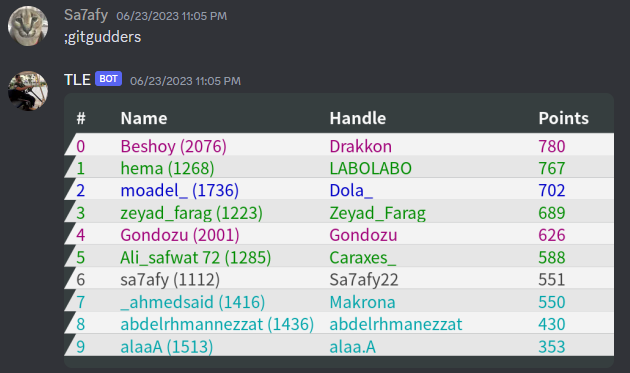 Sa7afy 06/23/2023 11:05 PM
;gitgudders
TLE BOT 06/23/2023 11:05 PM
# Name Handle Points
0 Beshoy (2076) Drakkon 780
1 hema (1268) LABOLABO 767
2 moadel_ (1736) Dola_ 702
3 zeyad_farag (1223) Zeyad_Farag 689
4 Gondozu (2001) Gondozu 626
5 Ali_safwat 72 (1285) Caraxes_ 588
6 sa7afy (1112) Sa7afy22 551
7 _ahmedsaid (1416) Makrona 550
8 abdelrhmannezzat (1436) abdelrhmanezzat 430
9 alaaA (1513) alaa.A 353